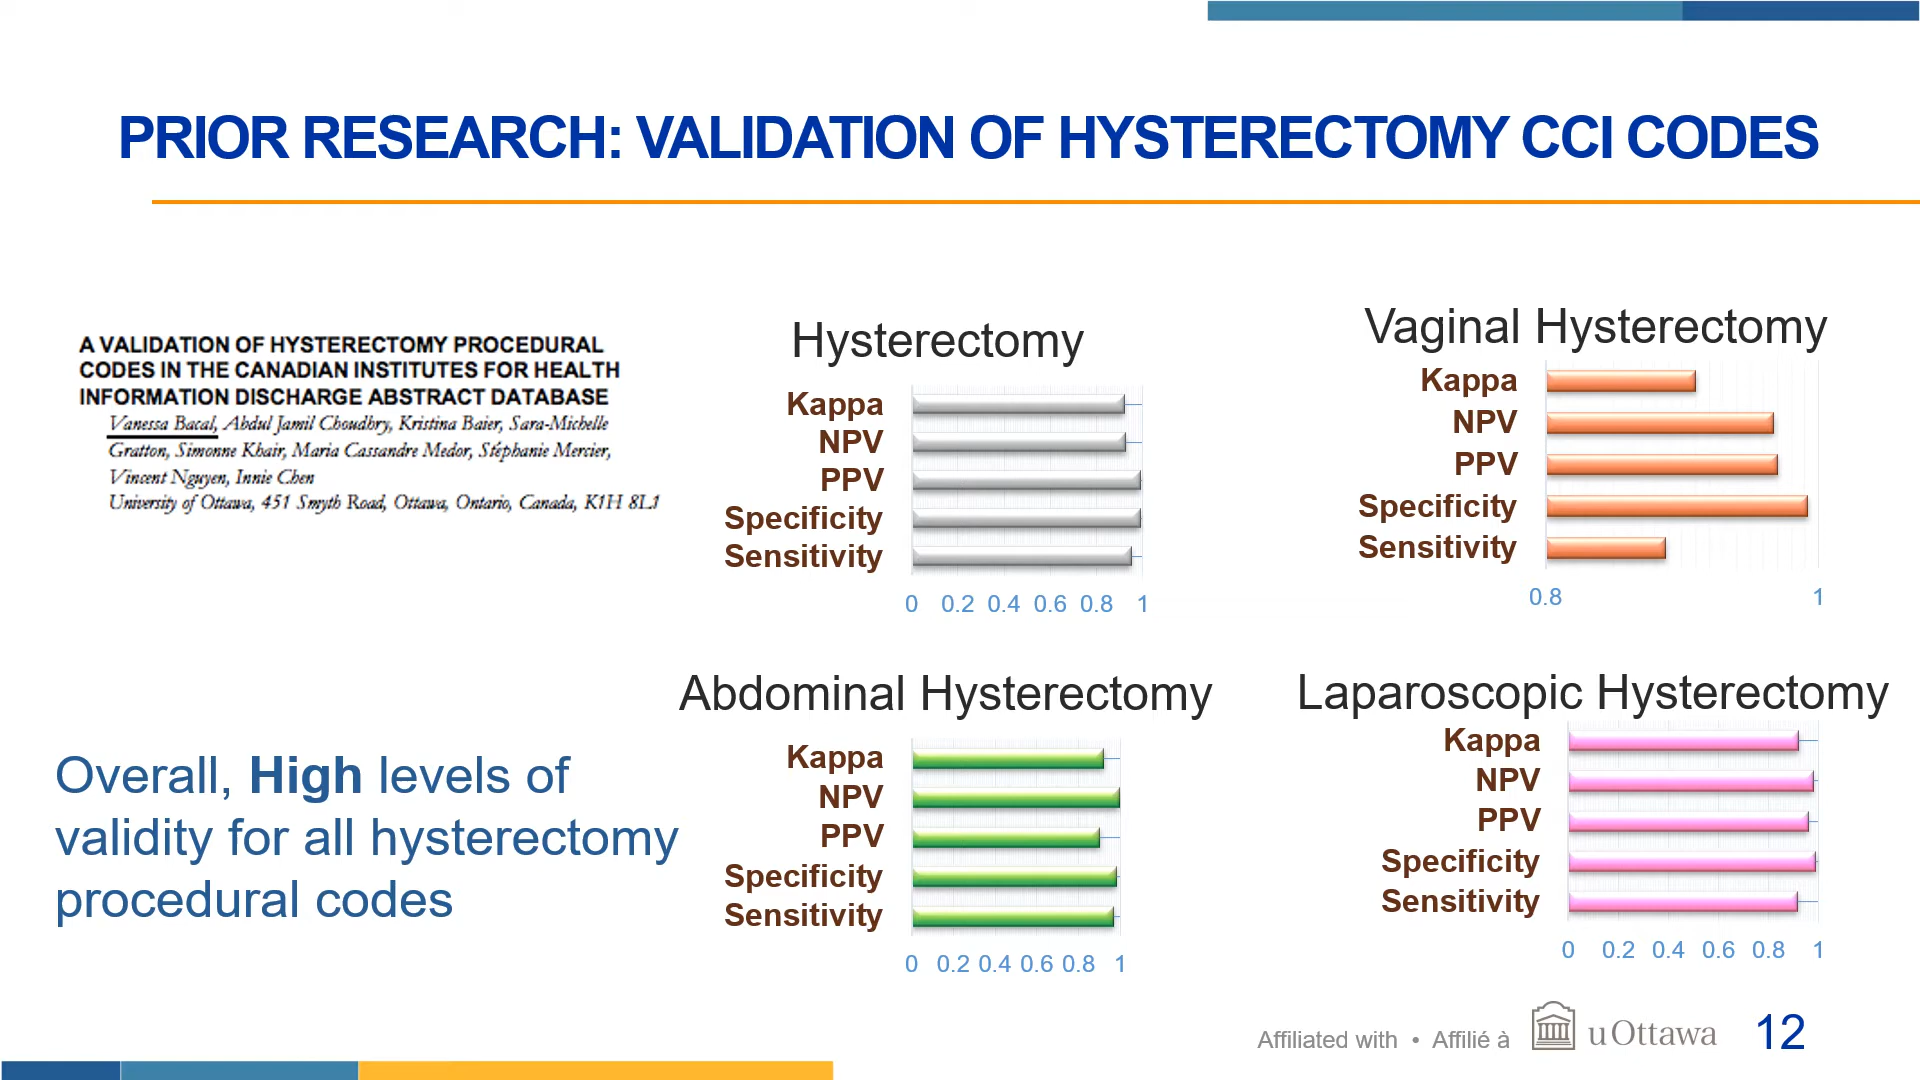 PRIOR RESEARCH: VALIDATION OF HYSTERECTOMY CCI CODES
A VALIDATION OF HYSTERECTOMY PROCEDURAL
CODES IN THE CANADIAN INSTITUTES FOR HEALTH
INFORMATION DISCHARGE ABSTRACT DATABASE
Vanessa Bacal, Abdul Jamil Choudhry, Kristina Baier, Sara-Michelle
Gratton, Simonne Khair, Maria Cassandre Medor, Stéphanie Mercier,
Vincent Nguyen, Innie Chen
University of Ottawa, 451 Smyth Road, Ottawa, Ontario, Canada, K1H 8L1
Overall, High levels of
validity for all hysterectomy
procedural codes
Hysterectomy
Kappa
NPV
PPV
Specificity
Sensitivity
0 0.2 0.4 0.6 0.8 1
Vaginal Hysterectomy
Kappa
NPV
PPV
Specificity
Sensitivity
0.8 1
Abdominal Hysterectomy
Kappa
NPV
PPV
Specificity
Sensitivity
0 0.2 0.4 0.6 0.8 1
Laparoscopic Hysterectomy
Kappa
NPV
PPV
Specificity
Sensitivity
0 0.2 0.4 0.6 0.8 1
Affiliated with • Affilié à uOttawa 12